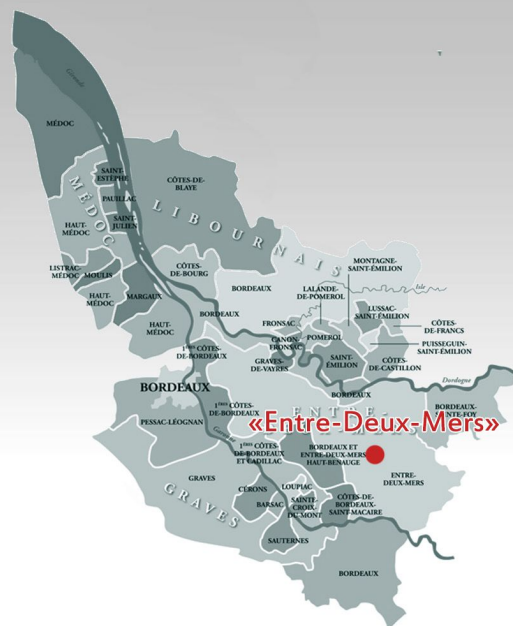 Gironde
MÉDOC
SAINT-
ESTÈPHE
PAUILLAC
SAINT-
JULIEN
MÉDOC
HAUT-
MÉDOC
CÔTES-DE-
BLAYE
LIBOURNAIS
LISTRAC-
MÉDOC
MOULIS
HAUT-
MÉDOC
MARGAUX
HAUT-
MÉDOC
CÔTES-
DE-BOURG
BORDEAUX
BORDEAUX
MONTAGNE-
SAINT-ÉMILION
LALANDE-
DE-POMEROL
Isle
LUSSAC-
SAINT-ÉMILION
CÔTES-
DE-FRANCS
PUISSEGUIN-
SAINT-ÉMILION
FRONSAC
CANON-
FRONSAC
POMEROL
GRAVES-
DE-VAYRES
SAINT-
ÉMILION
CÔTES-
DE-CASTILLON
1ÈRES CÔTES-
DE-BORDEAUX
BORDEAUX
BORDEAUX
Dordogne
1ÈRES CÔTES-
DE-BORDEAUX
ENTRE-
DEUX-MERS
BORDEAUX-
SAINTE-FOY
«Entre-Deux-Mers»
PESSAC-LÉOGNAN
Garonne
1ÈRES CÔTES-
DE-BORDEAUX
ET CADILLAC
BORDEAUX ET
ENTRE-DEUX-MERS
HAUT-BENAUGE
ENTRE-
DEUX-MERS
GRAVES
GRAVES
CÉRONS
LOUPIAC
BARSAC
SAINTE-
CROIX-
DU-MONT
CÔTES-DE-
BORDEAUX-
SAINT-MACAIRE
SAUTERNES
BORDEAUX